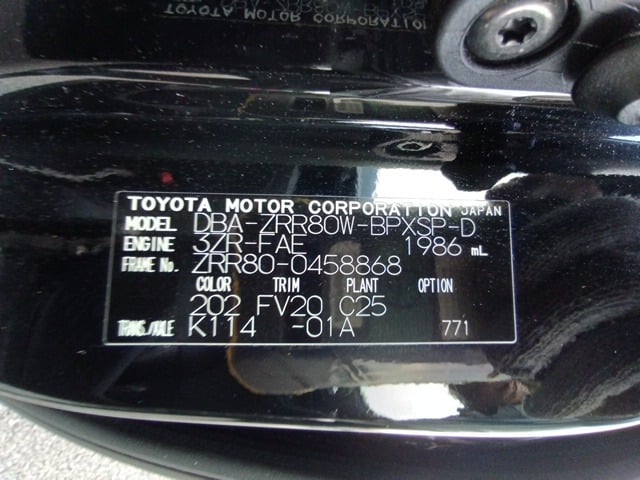 TOYOTA MOTOR CORPORATION JAPAN
MODEL DBA-ZRR80W-BPXSP-D
ENGINE 3ZR-FAE 1986 mL
FRAME No. ZRR80-0458868
COLOR TRIM PLANT OPTION
202 FV20 C25
TRANS./AXLE K114 -01A 771